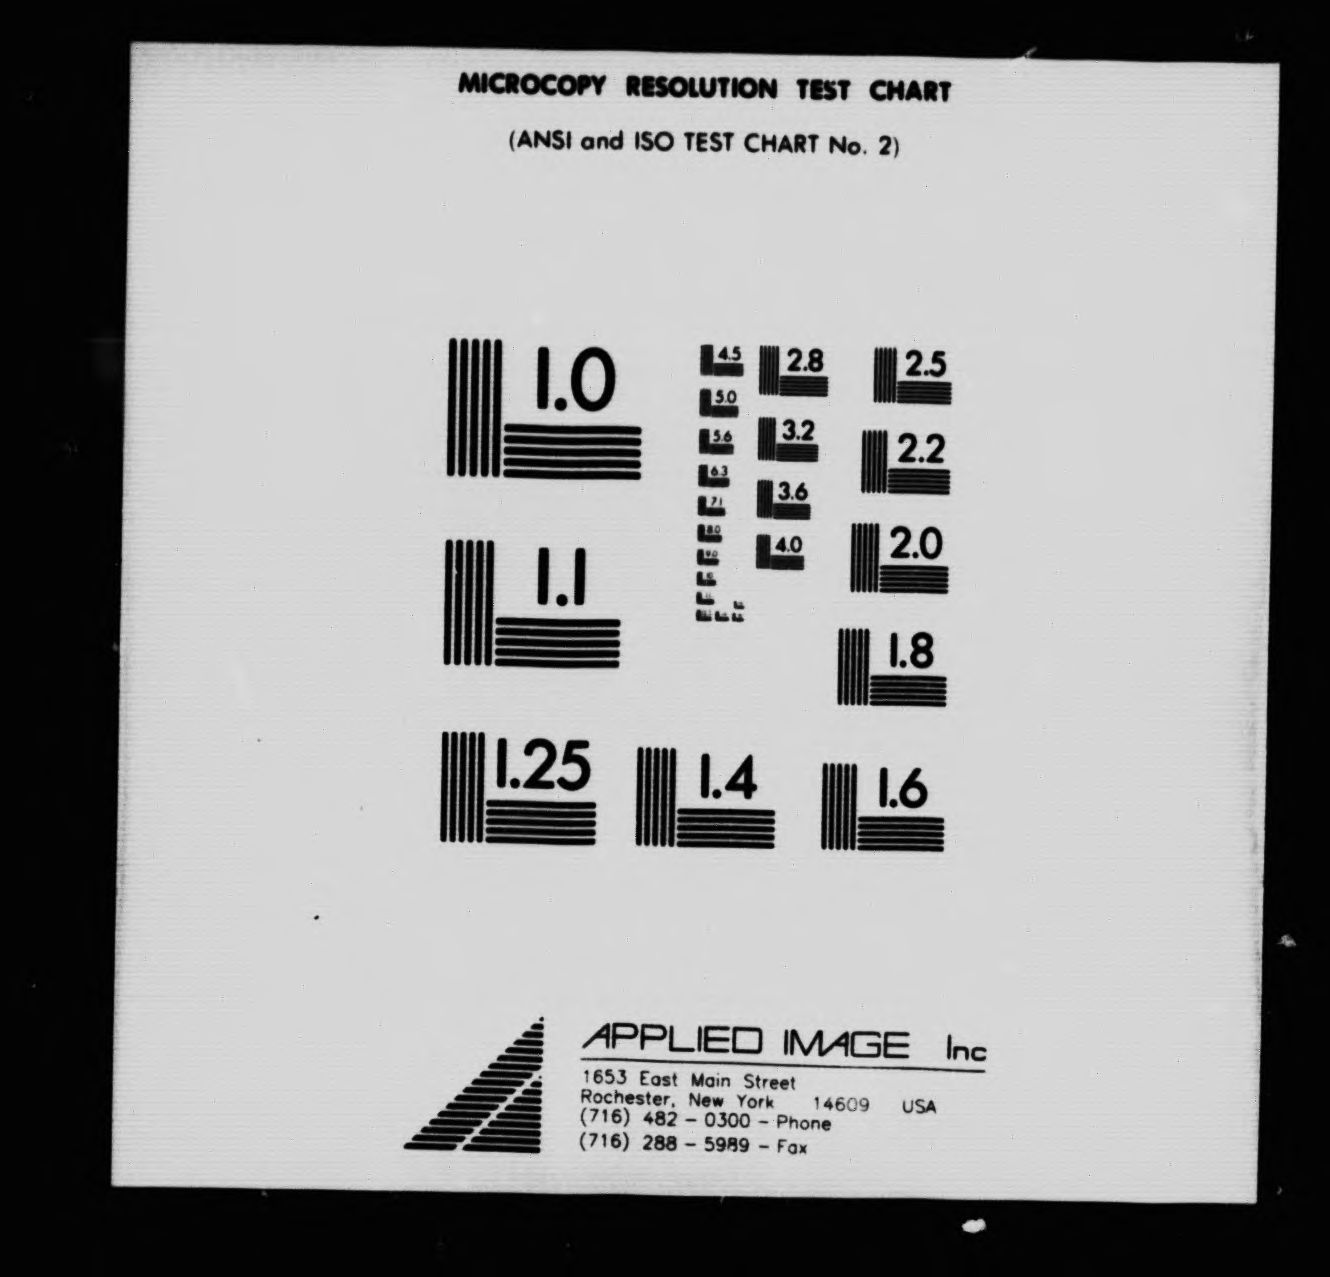 MICROCOPY RESOLUTION TEST CHART
(ANSI and ISO TEST CHART No. 2)
1.0
4.5
2.8
2.5
5.0
3.2
2.2
5.6
6.3
3.6
7.1
2.0
8.0
4.0
9.0
1.1
1.8
1.25
1.4
1.6
APPLIED IMAGE Inc
1653 East Main Street
Rochester, New York 14609 USA
(716) 482 - 0300 - Phone
(716) 288 - 5989 - Fax